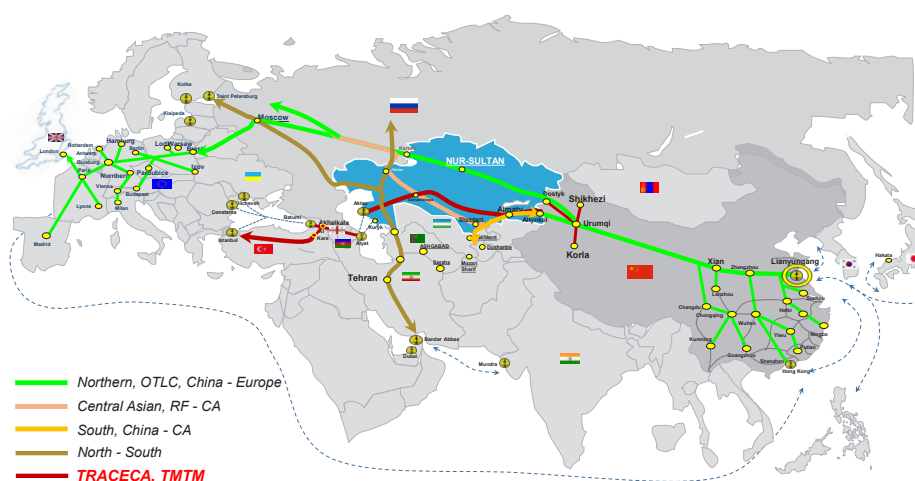 Kotka
Saint Petersburg
Klaipeda
Moscow
London
Rotterdam
Antwerp
Duisburg
Hamburg
Berlin
Lodz
Warsaw
Brest
Izov
Paris
Nurnberg
Pardubice
Vienna
Budapest
Lyons
Milan
Madrid
Constanta
Ilichevsk
Istanbul
Batumi
Akhalkala
Kars
Alyat
Aktau
Kuryk
NUR-SULTAN
Dostyk
Shikhezi
Almaty
Altynkol
Urumqi
Korla
Shymkent
Tashkent
Dushanbe
ASHGABAD
Mazari
Sharif
Tehran
Bandar Abbas
Dubai
Mundra
Xian
Zhengzhou
Lianyungang
Lanzhou
Suzhou
Hefei
Chengdu
Chongqing
Wuhan
Yiwu
Ningbo
Kunming
Guangzhou
Putian
Shenzhen
Hong Kong
Hakata
Northern, OTLC, China - Europe
Central Asian, RF - CA
South, China - CA
North - South
TRACECA. TMTM